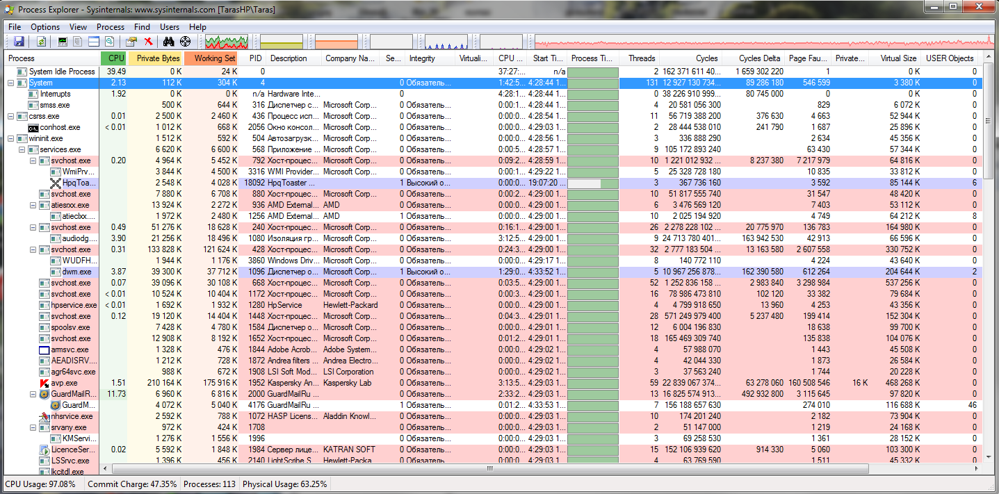 Process Explorer - Sysinternals: www.sysinternals.com [TarasHP\Taras]
File Options View Process Find Users Help
Process CPU Private Bytes Working Set PID Description Company Na... Se... Integrity Virtuali... CPU ... Start Ti... Process Ti... Threads Cycles Cycles Delta Page Fau... Private... Virtual Size USER Objects
System Idle Process 39.49 0 K 24 K 0 37:27:... n/a 2 162 371 611 40... 1 659 302 220 1 0 K 0
System 2.13 112 K 304 K 4 0 Обязатель... 1:42:5... 4:28:44 1... 131 12 927 130 734... 89 286 180 546 599 3 380 K 0
Interrupts 1.92 0 K 0 K n/a Hardware Inte... 0 4:28:1... 4:28:44 1... 0 38 226 910 999... 80 745 000 0 0 K 0
smss.exe 500 K 644 K 316 Диспетчер с... Microsoft Corp... 0 Обязатель... 0:00:1... 4:28:44 1... 4 20 581 056 300 829 6 072 K 0
csrss.exe 0.01 2 500 K 2 460 K 436 Процесс исп... Microsoft Corp... 0 Обязатель... 0:00:1... 4:28:54 1... 11 56 719 388 200 376 630 4 663 52 944 K 0
conhost.exe < 0.01 1 012 K 668 K 2056 Окно консол... Microsoft Corp... 0 Обязатель... 0:00:1... 4:29:03 1... 2 28 444 538 010 241 790 1 687 25 896 K 0
wininit.exe 1 512 K 592 K 504 Автозагрузк... Microsoft Corp... 0 Обязатель... 0:00:0... 4:28:56 1... 3 336 888 290 2 634 45 356 K 0
services.exe 6 620 K 6 600 K 568 Приложение ... Microsoft Corp... 0 Обязатель... 0:00:5... 4:28:57 1... 9 105 172 893 240 63 430 57 344 K 0
svchost.exe 0.20 4 964 K 5 452 K 792 Хост-процес... Microsoft Corp... 0 Обязатель... 0:09:2... 4:28:59 1... 10 1 221 012 932 ... 8 237 380 7 217 979 64 816 K 0
WmiPrv... 3 844 K 4 500 K 3316 WMI Provider... Microsoft Corp... 0 Обязатель... 0:00:1... 4:29:22 1... 5 25 328 728 180 10 835 33 812 K 0
HpqToa... 2 548 K 4 028 K 18092 HpqToaster ... 1 Высокий о... 0:00:0... 19:07:20 ... 3 367 736 160 3 592 85 144 K 6
svchost.exe 7 880 K 6 708 K 880 Хост-процес... Microsoft Corp... 0 Обязатель... 0:00:2... 4:29:00 1... 10 51 817 555 740 31 547 48 420 K 0
atiesrxx.exe 13 924 K 2 272 K 936 AMD External... AMD 0 Обязатель... 0:00:0... 4:29:00 1... 6 3 476 569 120 7 403 53 112 K 0
atieclxx.... 1 972 K 2 480 K 1256 AMD External... AMD 1 Обязатель... 0:00:0... 4:29:00 1... 10 2 025 194 920 4 749 64 212 K 8
svchost.exe 0.49 51 276 K 18 628 K 240 Хост-процес... Microsoft Corp... 0 Обязатель... 0:16:1... 4:29:00 1... 26 2 278 228 102 ... 20 775 970 136 783 164 980 K 0
audiodg.... 3.90 21 256 K 18 496 K 1080 Изоляция гр... Microsoft Corp... 0 Обязатель... 3:12:5... 4:29:00 1... 9 24 713 780 401... 163 942 530 42 913 66 596 K 0
svchost.exe 0.31 133 828 K 121 624 K 428 Хост-процес... Microsoft Corp... 0 Обязатель... 0:24:3... 4:29:00 1... 32 2 777 183 504 ... 13 163 580 2 607 558 330 752 K 0
WUDFH... 1 944 K 1 176 K 3860 Windows Driv... Microsoft Corp... 0 Обязатель... 0:00:0... 4:29:17 1... 8 140 772 110 4 224 43 640 K 0
dwm.exe 3.87 39 300 K 37 712 K 1096 Диспетчер о... Microsoft Corp... 1 Высокий о... 1:29:0... 4:33:52 1... 5 10 967 256 878... 162 390 580 612 264 204 644 K 2
svchost.exe 0.07 39 096 K 30 108 K 668 Хост-процес... Microsoft Corp... 0 Обязатель... 0:03:5... 4:29:00 1... 52 1 252 836 158 ... 2 983 840 3 298 984 537 256 K 0
svchost.exe < 0.01 10 524 K 10 404 K 1172 Хост-процес... Microsoft Corp... 0 Обязатель... 0:00:3... 4:29:00 1... 16 78 986 473 810 102 120 33 382 79 684 K 0
hpservice.exe < 0.01 1 692 K 1 932 K 1280 HpService Hewlett-Packard 0 Обязатель... 0:00:0... 4:29:00 1... 4 4 799 918 650 13 960 4 253 43 356 K 0
svchost.exe 0.12 19 120 K 14 404 K 1448 Хост-процес... Microsoft Corp... 0 Обязатель... 0:04:3... 4:29:01 1... 28 571 249 979 400 5 237 480 199 414 152 304 K 0
spoolsv.exe 7 428 K 4 780 K 1584 Диспетчер о... Microsoft Corp... 0 Обязатель... 0:00:0... 4:29:01 1... 12 6 004 196 830 18 638 99 700 K 0
svchost.exe 12 908 K 8 192 K 1652 Хост-процес... Microsoft Corp... 0 Обязатель... 0:01:2... 4:29:01 1... 18 165 469 309 740 135 838 104 076 K 0
armsvc.exe 1 328 K 476 K 1844 Adobe Acrob... Adobe System... 0 Обязатель... 0:00:0... 4:29:02 1... 4 57 988 070 1 443 45 508 K 0
AEADISRV.... 1 212 K 728 K 1872 Andrea filters ... Andrea Electro... 0 Обязатель... 0:00:0... 4:29:02 1... 4 42 044 330 1 873 26 584 K 0
agr64svc.exe 988 K 672 K 1908 LSI Soft Mod... LSI Corporation 0 Обязатель... 0:00:0... 4:29:02 1... 3 37 563 240 1 744 20 228 K 0
avp.exe 1.51 210 164 K 175 916 K 1952 Kaspersky An... Kaspersky Lab 0 Обязатель... 3:13:5... 4:29:02 1... 59 22 839 067 374... 63 278 060 160 508 546 16 K 468 268 K 0
GuardMailR... 11.73 6 960 K 6 816 K 2000 GuardMailRu 0 Обязатель... 2:33:2... 4:29:03 1... 13 16 825 574 913... 492 932 800 3 115 645 97 820 K 0
GuardM... 4 072 K 5 040 K 4176 GuardMailRu ... 1 Обязатель... 0:01:2... 4:33:53 1... 7 156 188 657 630 274 010 116 688 K 46
nhsrvice.exe 2 592 K 788 K 1072 HASP Licens... Aladdin Knowl... 0 Обязатель... 0:00:0... 4:29:03 1... 10 174 201 240 2 182 73 904 K 0
srvany.exe 972 K 424 K 1708 0 Обязатель... 0:00:0... 4:29:03 1... 2 51 147 000 1 219 24 168 K 0
KMServi... 1 276 K 1 556 K 1996 0 Обязатель... 0:00:0... 4:29:03 1... 3 69 258 530 1 361 28 152 K 0
LicenceSer... 0.02 5 592 K 1 848 K 1984 Сервер лице... KATRAN SOFT 0 Обязатель... 0:00:5... 4:29:03 1... 15 152 106 939 620 914 330 5 060 103 300 K 0
LSSrvc.exe 1 396 K 456 K 2140 LightScribe S... Hewlett-Packa... 0 Обязатель... 0:00:0... 4:29:03 1... 4 63 769 590 1 511 45 332 K 0
lkcitdl.exe
CPU Usage: 97.08% Commit Charge: 47.35% Processes: 113 Physical Usage: 63.25%